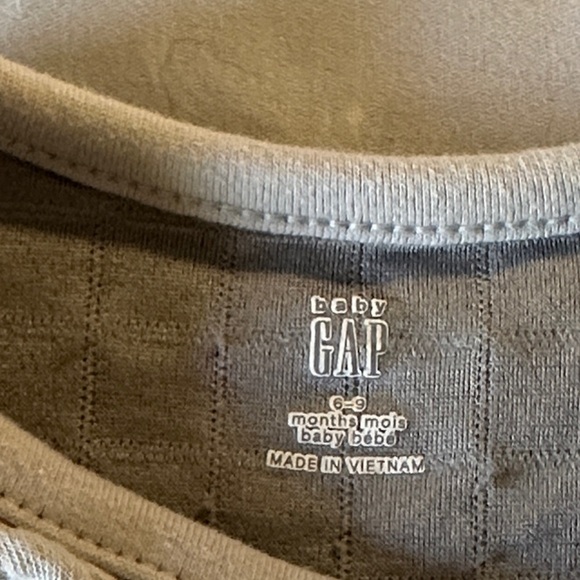 baby
GAP
6-9
months mois
baby bébé
MADE IN VIETNAM